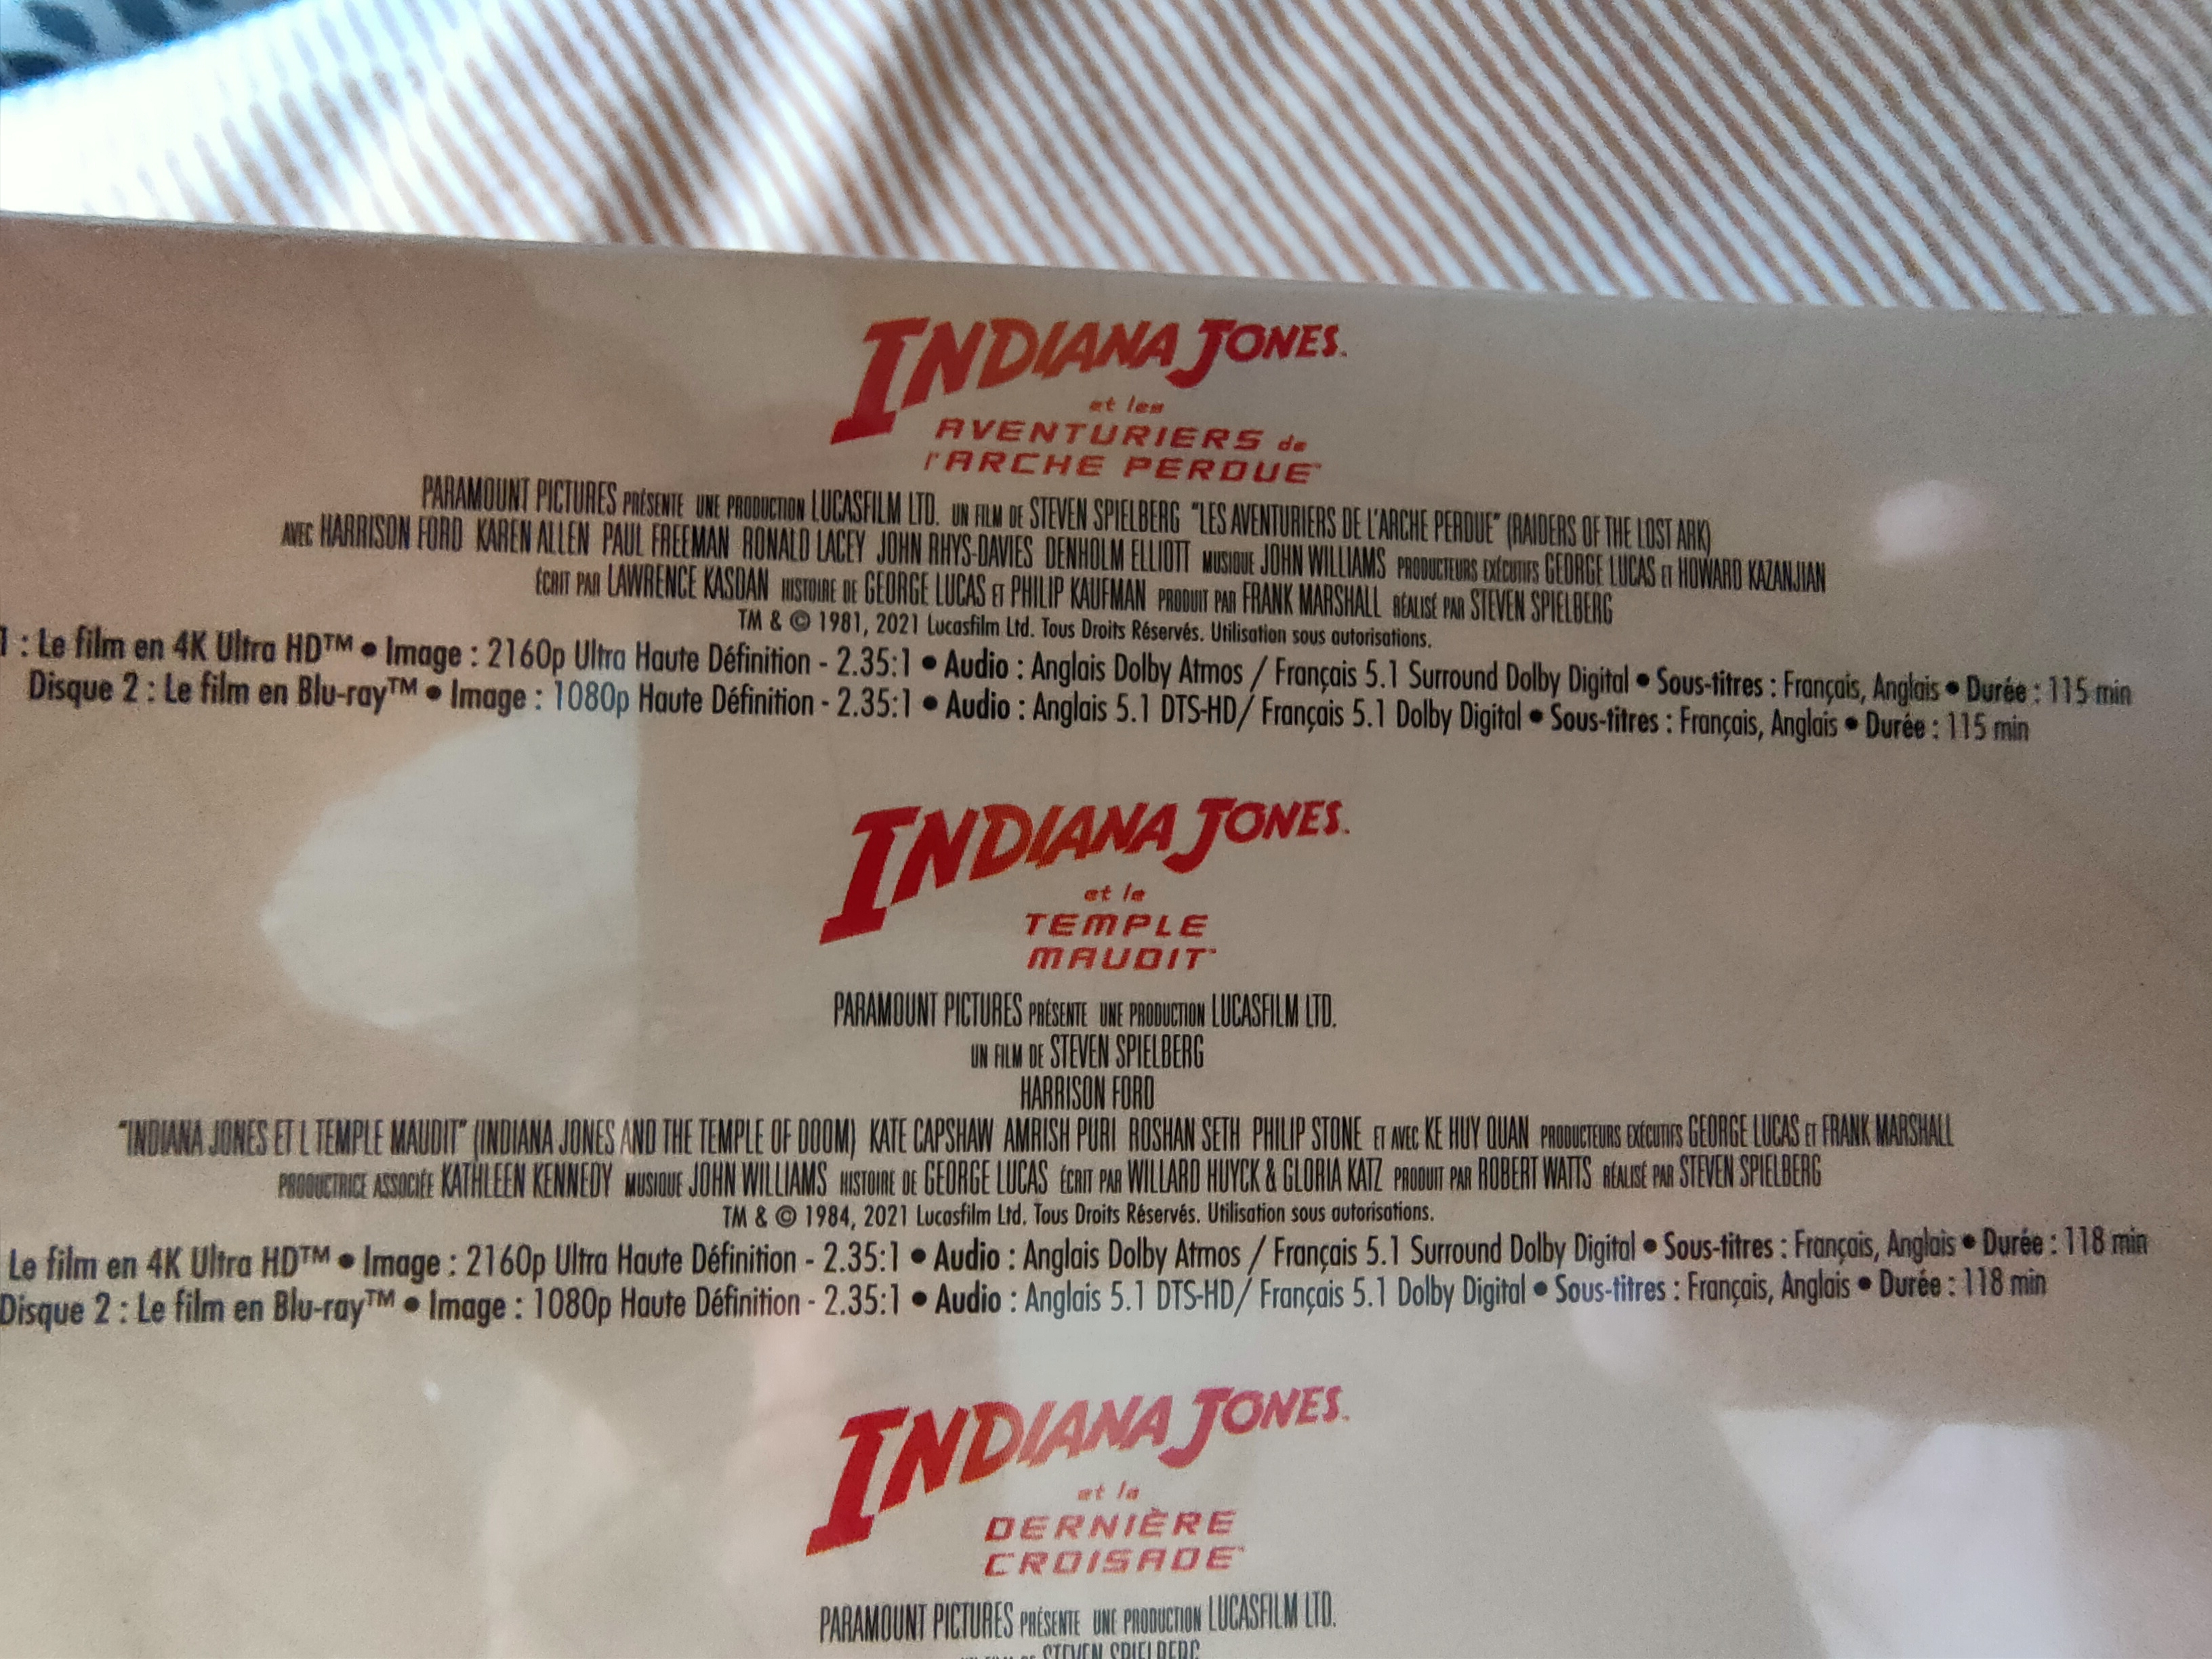 INDIANA JONES™
et les
AVENTURIERS de
l'ARCHE PERDUE™
PARAMOUNT PICTURES PRÉSENTE UNE PRODUCTION LUCASFILM LTD. UN FILM DE STEVEN SPIELBERG "LES AVENTURIERS DE L'ARCHE PERDUE" (RAIDERS OF THE LOST ARK)
AVEC HARRISON FORD KAREN ALLEN PAUL FREEMAN RONALD LACEY JOHN RHYS-DAVIES DENHOLM ELLIOTT MUSIQUE JOHN WILLIAMS PRODUCTEURS EXÉCUTIFS GEORGE LUCAS ET HOWARD KAZANJIAN
ÉCRIT PAR LAWRENCE KASDAN HISTOIRE DE GEORGE LUCAS ET PHILIP KAUFMAN PRODUIT PAR FRANK MARSHALL RÉALISÉ PAR STEVEN SPIELBERG
TM & © 1981, 2021 Lucasfilm Ltd. Tous Droits Réservés. Utilisation sous autorisations.
1 : Le film en 4K Ultra HD™ • Image : 2160p Ultra Haute Définition - 2.35:1 • Audio : Anglais Dolby Atmos / Français 5.1 Surround Dolby Digital • Sous-titres : Français, Anglais • Durée : 115 min
Disque 2 : Le film en Blu-ray™ • Image : 1080p Haute Définition - 2.35:1 • Audio : Anglais 5.1 DTS-HD/ Français 5.1 Dolby Digital • Sous-titres : Français, Anglais • Durée : 115 min
INDIANA JONES™
et le
TEMPLE
MAUDIT™
PARAMOUNT PICTURES PRÉSENTE UNE PRODUCTION LUCASFILM LTD.
UN FILM DE STEVEN SPIELBERG
HARRISON FORD
"INDIANA JONES ET L TEMPLE MAUDIT" (INDIANA JONES AND THE TEMPLE OF DOOM) KATE CAPSHAW AMRISH PURI ROSHAN SETH PHILIP STONE ET AVEC KE HUY QUAN PRODUCTEURS EXÉCUTIFS GEORGE LUCAS ET FRANK MARSHALL
PRODUCTRICE ASSOCIÉE KATHLEEN KENNEDY MUSIQUE JOHN WILLIAMS HISTOIRE DE GEORGE LUCAS ÉCRIT PAR WILLARD HUYCK & GLORIA KATZ PRODUIT PAR ROBERT WATTS RÉALISÉ PAR STEVEN SPIELBERG
TM & © 1984, 2021 Lucasfilm Ltd. Tous Droits Réservés. Utilisation sous autorisations.
Le film en 4K Ultra HD™ • Image : 2160p Ultra Haute Définition - 2.35:1 • Audio : Anglais Dolby Atmos / Français 5.1 Surround Dolby Digital • Sous-titres : Français, Anglais • Durée : 118 min
Disque 2 : Le film en Blu-ray™ • Image : 1080p Haute Définition - 2.35:1 • Audio : Anglais 5.1 DTS-HD/ Français 5.1 Dolby Digital • Sous-titres : Français, Anglais • Durée : 118 min
INDIANA JONES™
et la
DERNIÈRE
CROISADE™
PARAMOUNT PICTURES PRÉSENTE UNE PRODUCTION LUCASFILM LTD.
UN FILM DE STEVEN SPIELBERG